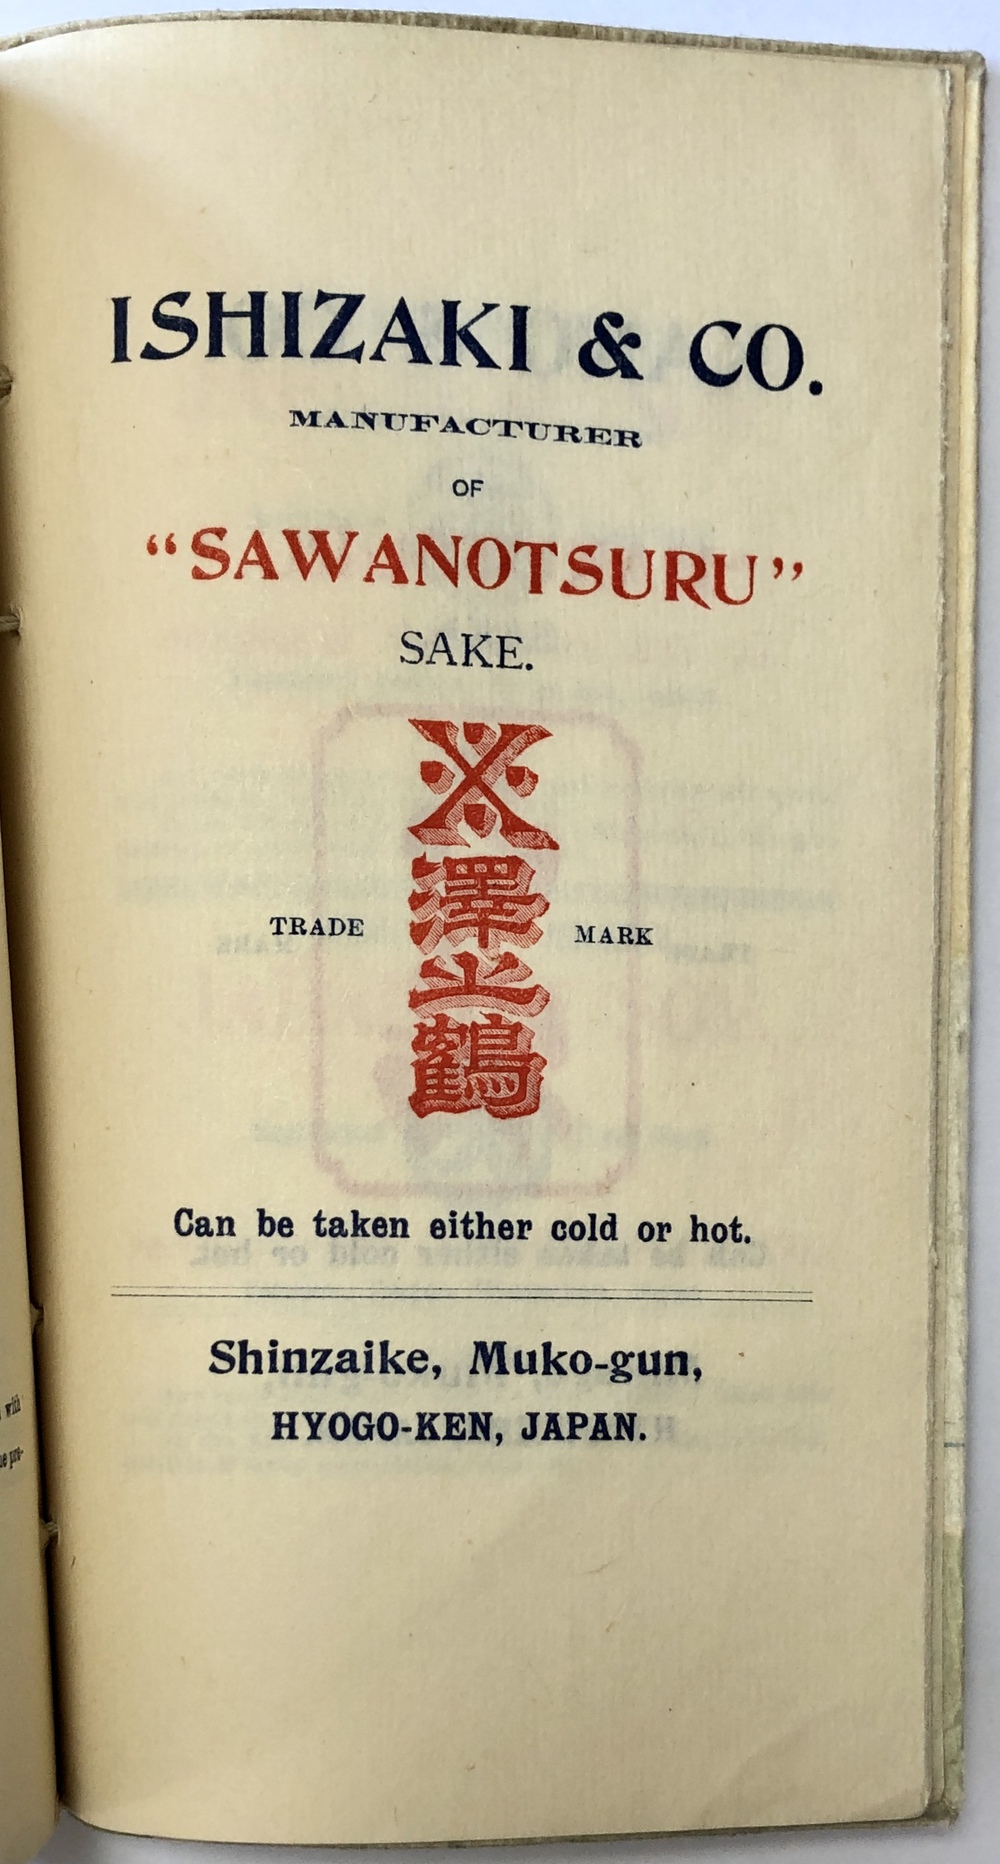 ISHIZAKI & CO.
MANUFACTURER
OF
“SAWANOTSURU”
SAKE.
※
澤
之
鶴
TRADE MARK
Can be taken either cold or hot.
Shinzaike, Muko-gun,
HYOGO-KEN, JAPAN.
with